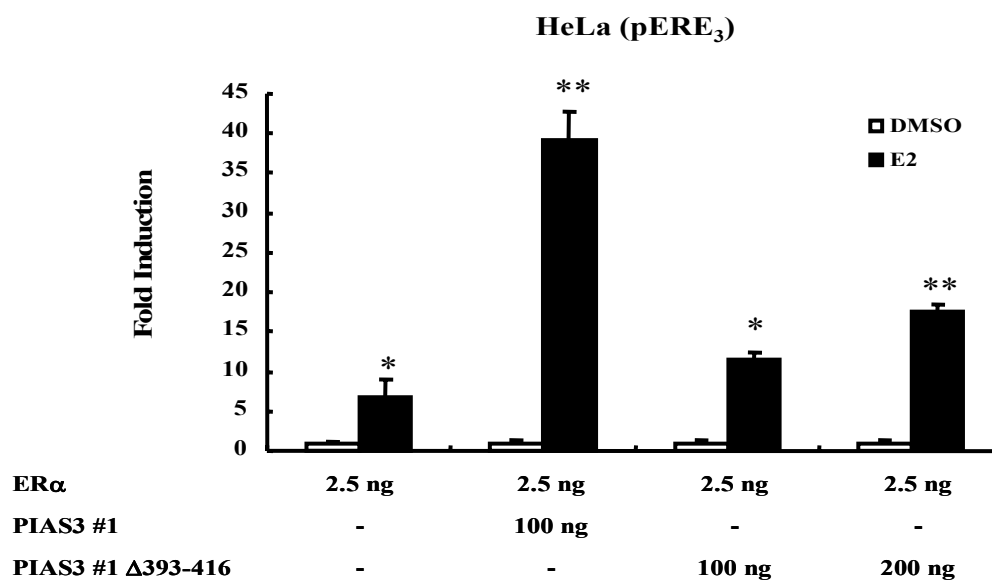 HeLa (pERE3)
Fold Induction
45
40
35
30
25
20
15
10
5
0
*
**
*
**
DMSO
E2
ERα 2.5 ng 2.5 ng 2.5 ng 2.5 ng
PIAS3 #1 - 100 ng - -
PIAS3 #1 Δ393-416 - - 100 ng 200 ng